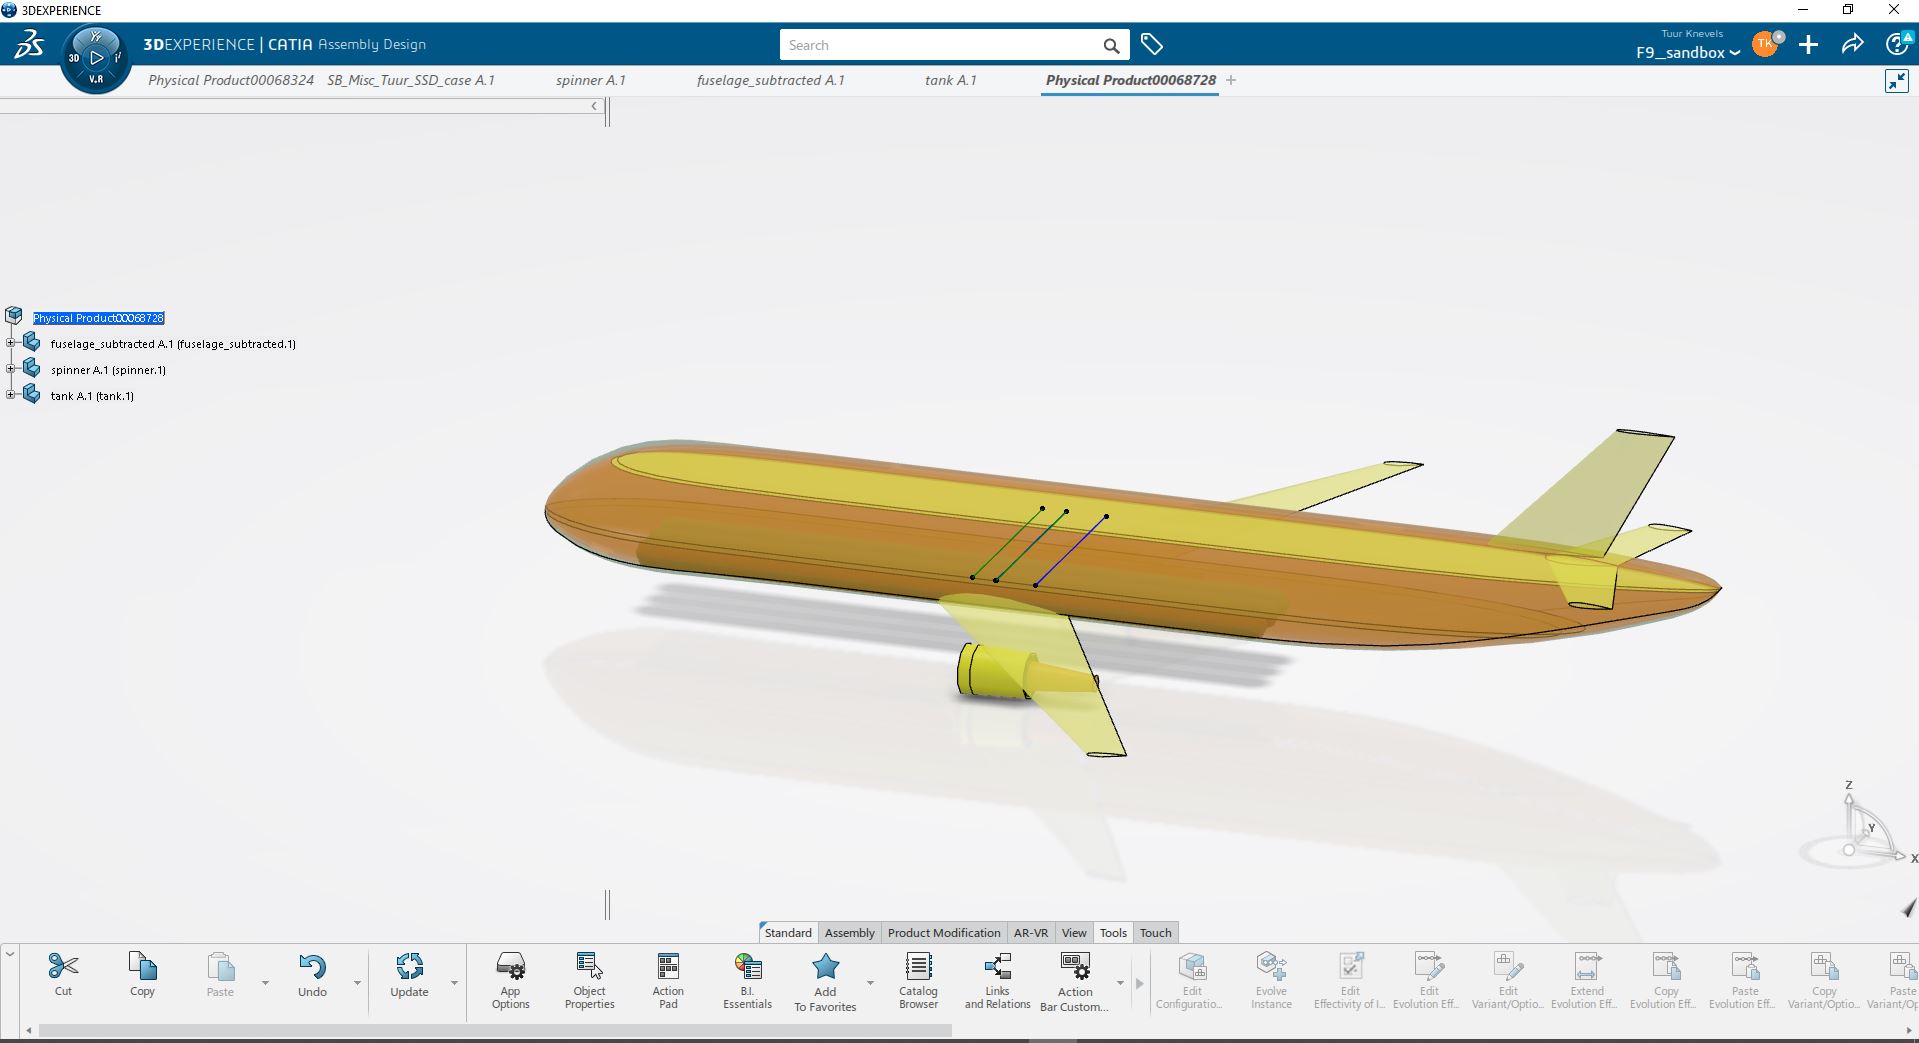 3DEXPERIENCE
3DEXPERIENCE | CATIA Assembly Design
Search
Tuur Knevels
F9__sandbox
TK
3D
V.R
Physical Product00068324
SB_Misc_Tuur_SSD_case A.1
spinner A.1
fuselage_subtracted A.1
tank A.1
Physical Product00068728
Physical Product00068728
fuselage_subtracted A.1 (fuselage_subtracted.1)
spinner A.1 (spinner.1)
tank A.1 (tank.1)
Z
Y
X
Standard
Assembly
Product Modification
AR-VR
View
Tools
Touch
Cut
Copy
Paste
Undo
Update
App
Options
Object
Properties
Action
Pad
B.I.
Essentials
Add
To Favorites
Catalog
Browser
Links
and Relations
Action
Bar Custom...
Edit
Configuratio...
Evolve
Instance
Edit
Effectivity of I...
Edit
Evolution Eff...
Edit
Variant/Optio...
Extend
Evolution Eff...
Copy
Evolution Eff...
Paste
Evolution Eff...
Copy
Variant/Optio...
Paste